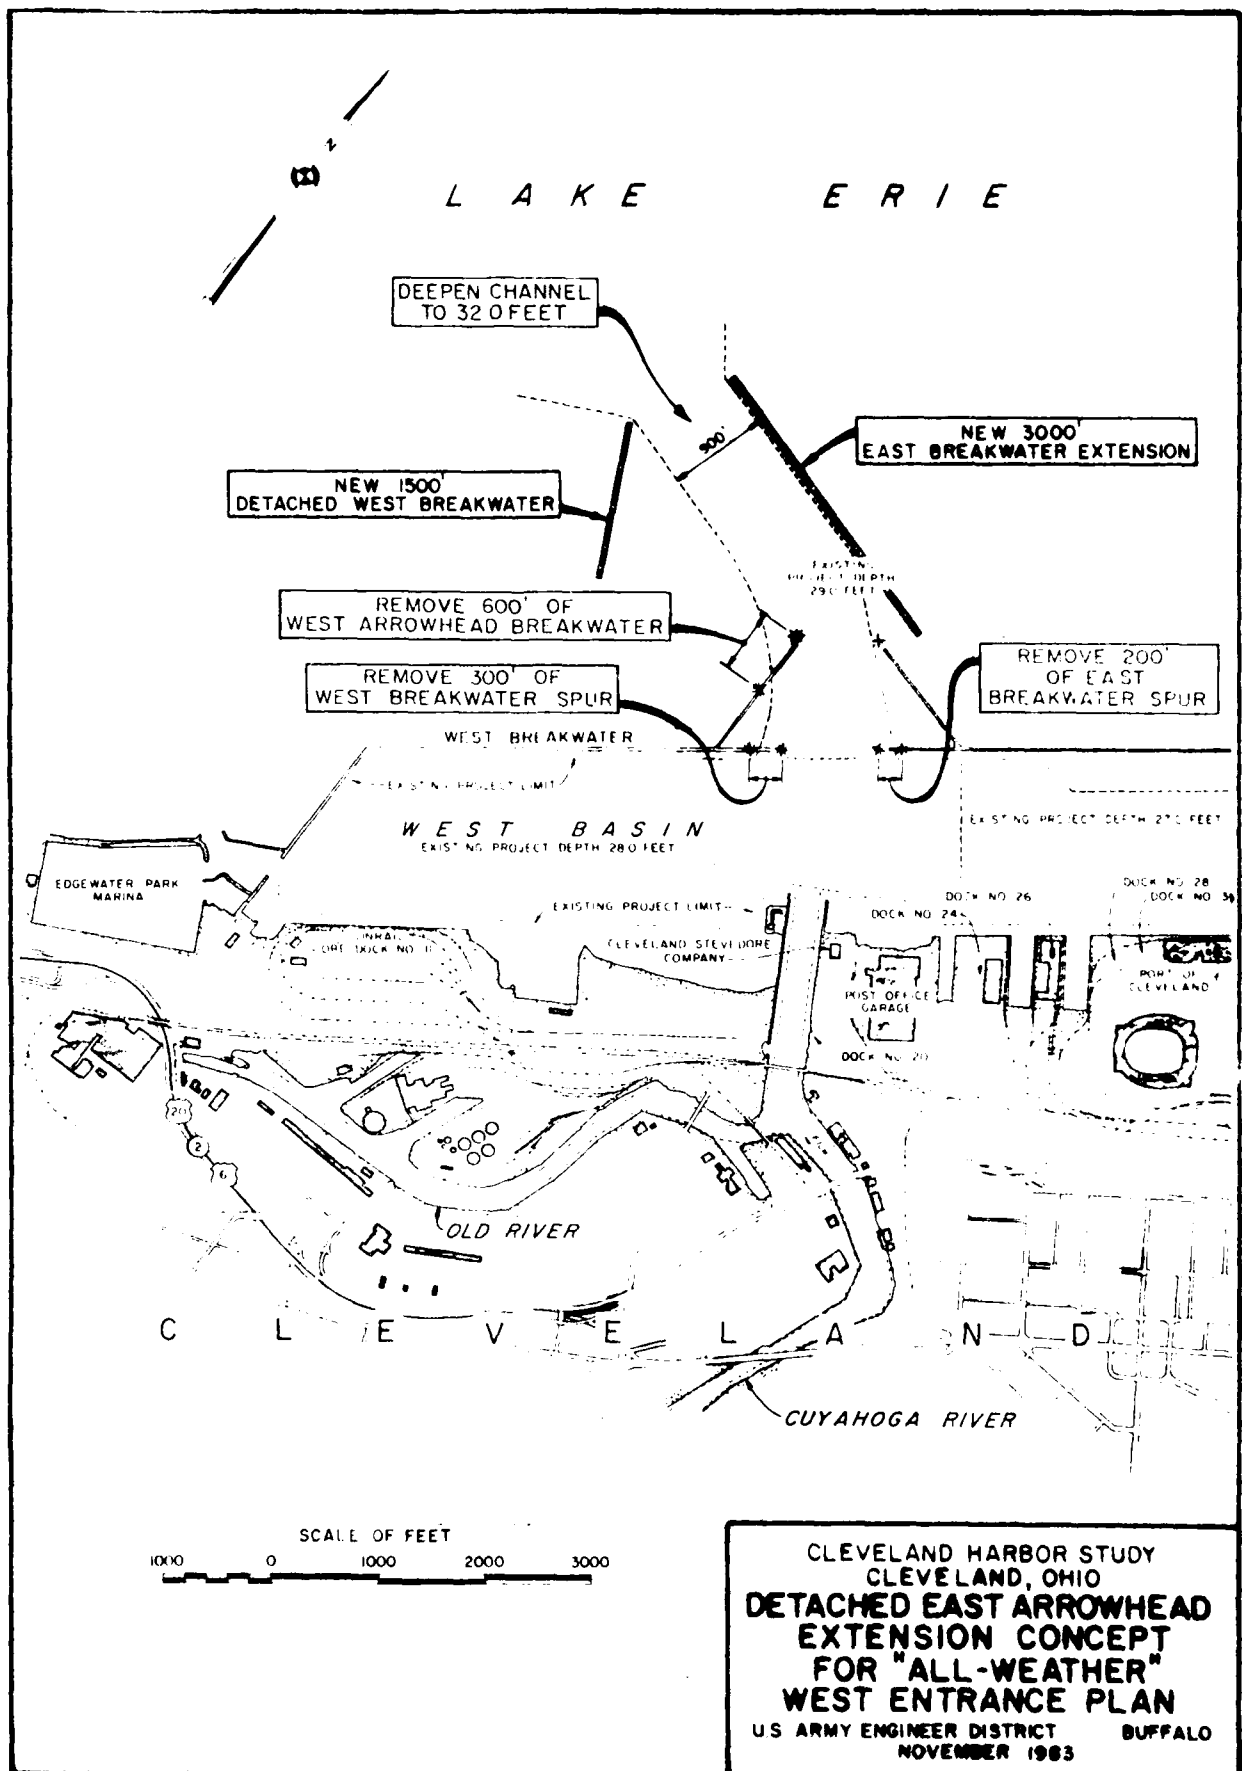 N
LAKE ERIE
DEEPEN CHANNEL
TO 32.0 FEET
900'
NEW 3000'
EAST BREAKWATER EXTENSION
NEW 1500'
DETACHED WEST BREAKWATER
EXISTING
PROJECT DEPTH
29.0 FEET
REMOVE 600' OF
WEST ARROWHEAD BREAKWATER
REMOVE 300' OF
WEST BREAKWATER SPUR
REMOVE 200'
OF EAST
BREAKWATER SPUR
WEST BREAKWATER
EXISTING PROJECT LIMIT
WEST BASIN
EXISTING PROJECT DEPTH 28.0 FEET
EXISTING PROJECT DEPTH 27.0 FEET
EDGEWATER PARK
MARINA
EXISTING PROJECT LIMIT
DOCK NO. 28
DOCK NO. 26
DOCK NO. 24
ORE DOCK NO.
CLEVELAND STEVEDORE
COMPANY
PORT OF
CLEVELAND
POST OFFICE
GARAGE
DOCK NO. 20
20
2
6
OLD RIVER
CLEVELAND
CUYAHOGA RIVER
SCALE OF FEET
1000 0 1000 2000 3000
CLEVELAND HARBOR STUDY
CLEVELAND, OHIO
DETACHED EAST ARROWHEAD
EXTENSION CONCEPT
FOR "ALL-WEATHER"
WEST ENTRANCE PLAN
U.S ARMY ENGINEER DISTRICT BUFFALO
NOVEMBER 1983